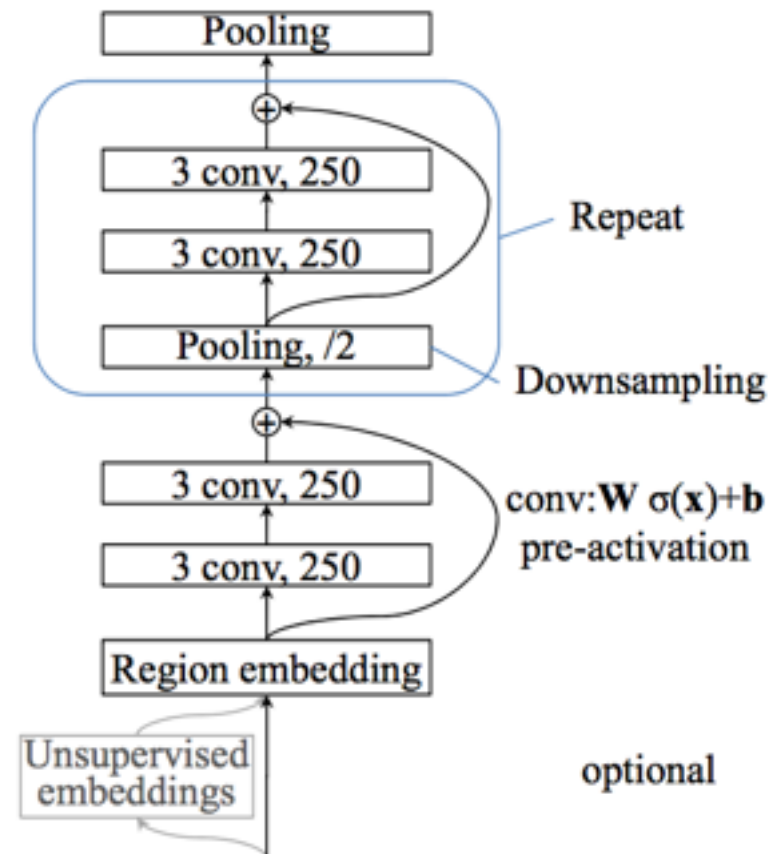 Pooling
+
3 conv, 250
3 conv, 250
Repeat
Pooling, /2
Downsampling
+
3 conv, 250
conv:W σ(x)+b
pre-activation
3 conv, 250
Region embedding
Unsupervised
embeddings
optional